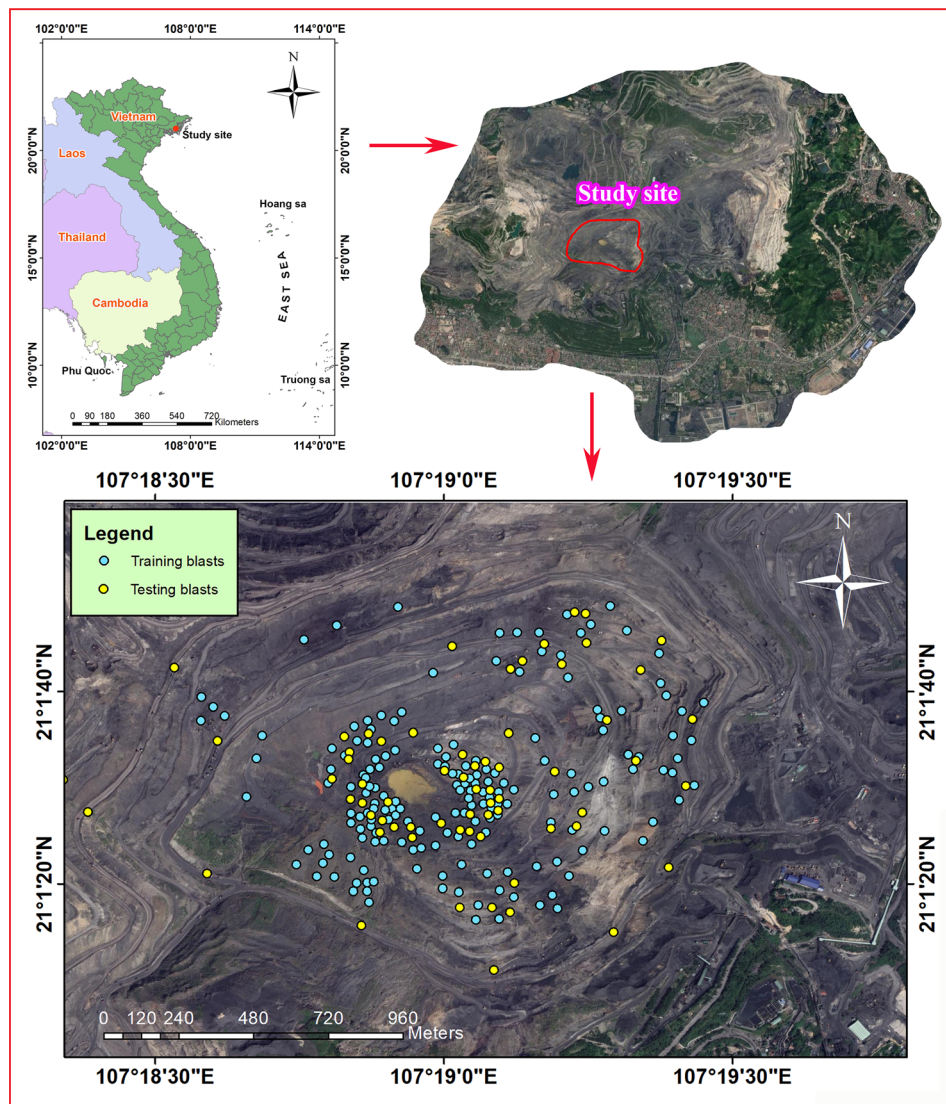 102°0'0"E 108°0'0"E 114°0'0"E
N
Vietnam
Study site
Laos
20°0'0"N
20°0'0"N
Hoang sa
Thailand
15°0'0"N
15°0'0"N
EAST SEA
Cambodia
Phu Quoc
10°0'0"N
10°0'0"N
Truong sa
0 90 180 360 540 720
Kilometers
102°0'0"E 108°0'0"E 114°0'0"E
Study site
107°18'30"E 107°19'0"E 107°19'30"E
Legend
Training blasts
Testing blasts
N
21°1'40"N
21°1'40"N
21°1'20"N
21°1'20"N
0 120 240 480 720 960
Meters
107°18'30"E 107°19'0"E 107°19'30"E